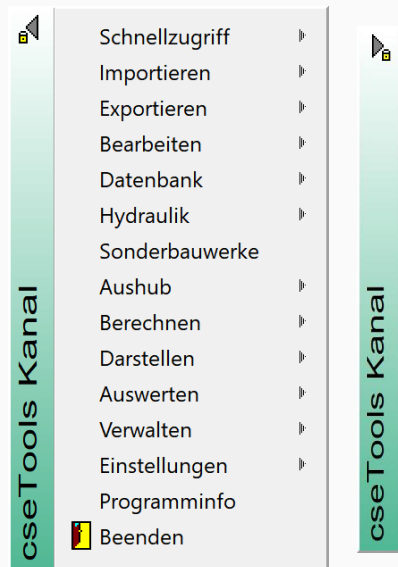 cseTools Kanal
Schnellzugriff
Importieren
Exportieren
Bearbeiten
Datenbank
Hydraulik
Sonderbauwerke
Aushub
Berechnen
Darstellen
Auswerten
Verwalten
Einstellungen
Programminfo
Beenden
cseTools Kanal